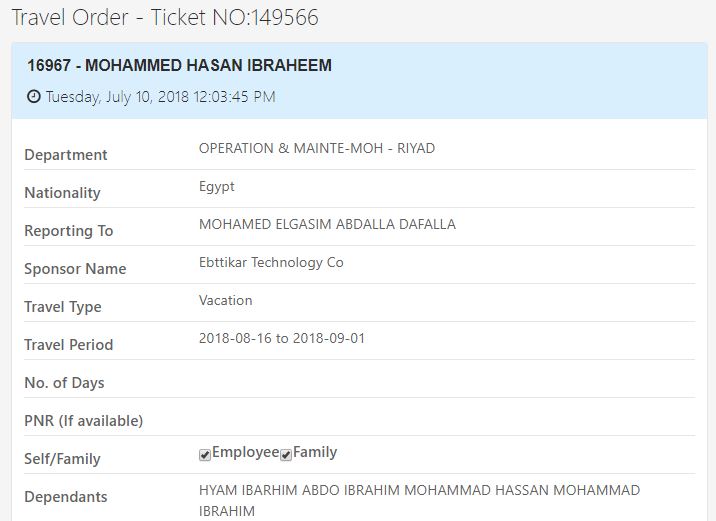 Travel Order - Ticket NO:149566
16967 - MOHAMMED HASAN IBRAHEEM
Tuesday, July 10, 2018 12:03:45 PM
Department OPERATION & MAINTE-MOH - RIYAD
Nationality Egypt
Reporting To MOHAMED ELGASIM ABDALLA DAFALLA
Sponsor Name Ebttikar Technology Co
Travel Type Vacation
Travel Period 2018-08-16 to 2018-09-01
No. of Days
PNR (If available)
Self/Family Employee Family
Dependants HYAM IBARHIM ABDO IBRAHIM MOHAMMAD HASSAN MOHAMMAD
IBRAHIM